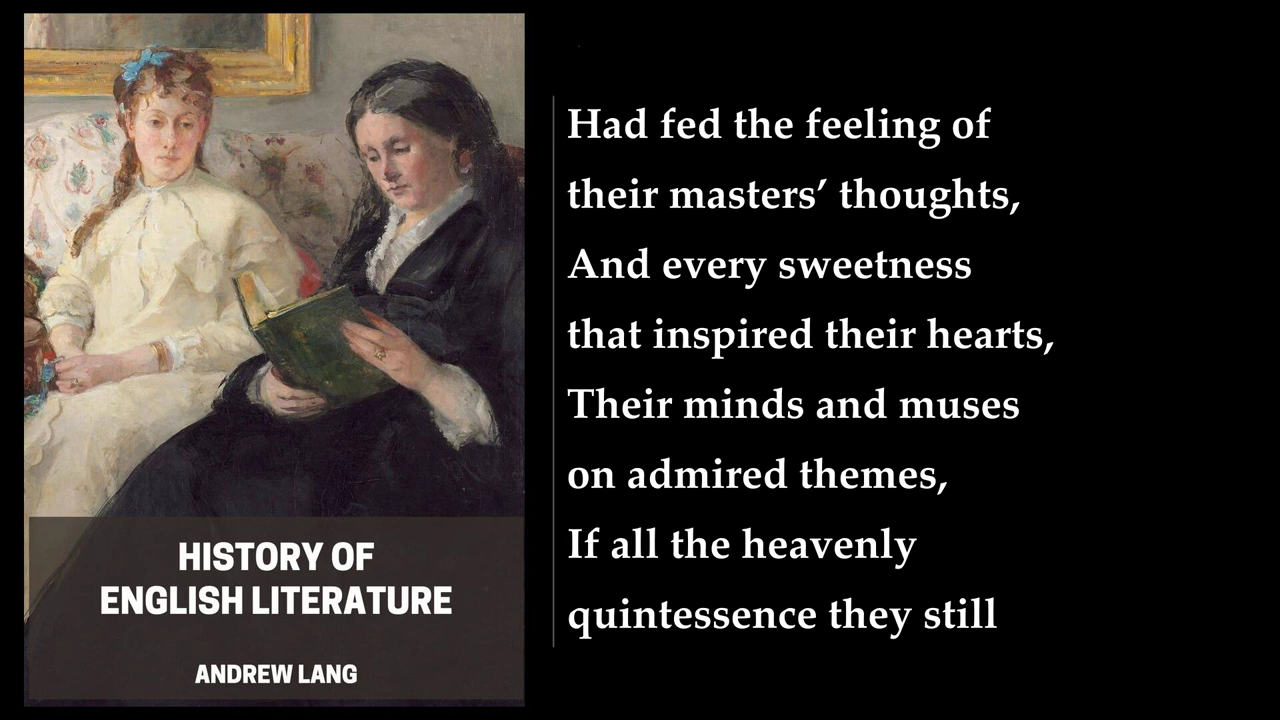 HISTORY OF
ENGLISH LITERATURE
ANDREW LANG
Had fed the feeling of
their masters’ thoughts,
And every sweetness
that inspired their hearts,
Their minds and muses
on admired themes,
If all the heavenly
quintessence they still